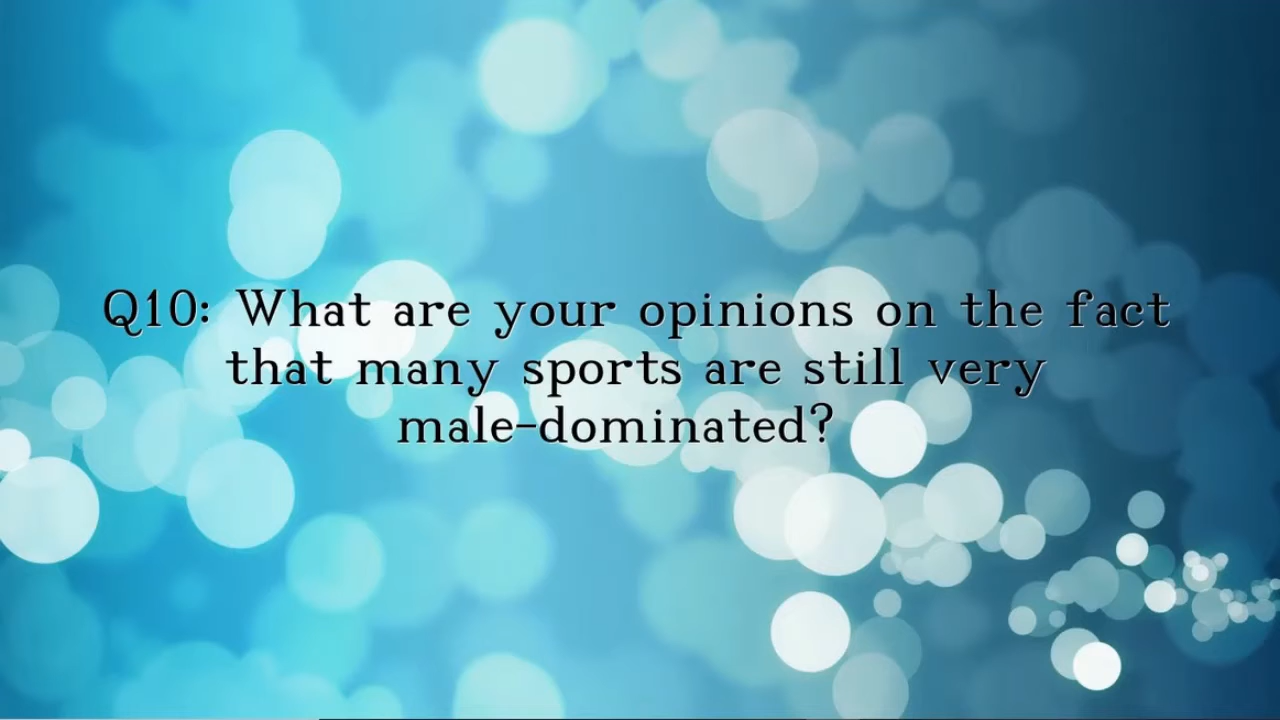 Q10: What are your opinions on the fact
that many sports are still very
male-dominated?